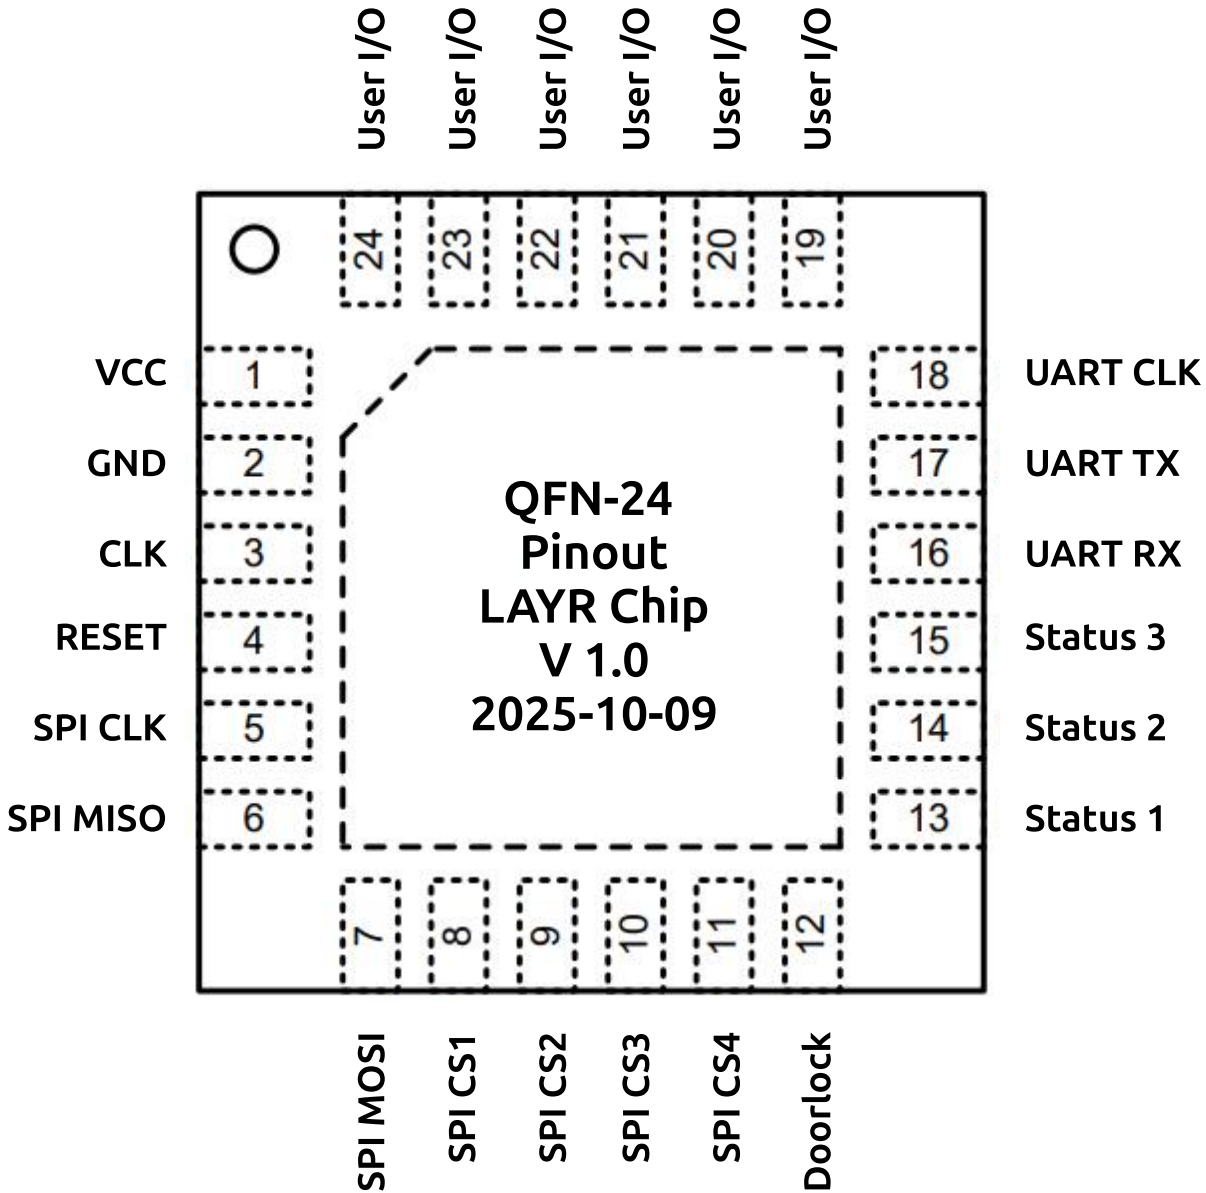 User I/O
User I/O
User I/O
User I/O
User I/O
User I/O
24
23
22
21
20
19
VCC
1
18
UART CLK
GND
2
17
UART TX
CLK
3
16
UART RX
RESET
4
15
Status 3
SPI CLK
5
14
Status 2
SPI MISO
6
13
Status 1
QFN-24
Pinout
LAYR Chip
V 1.0
2025-10-09
7
8
9
10
11
12
SPI MOSI
SPI CS1
SPI CS2
SPI CS3
SPI CS4
Doorlock